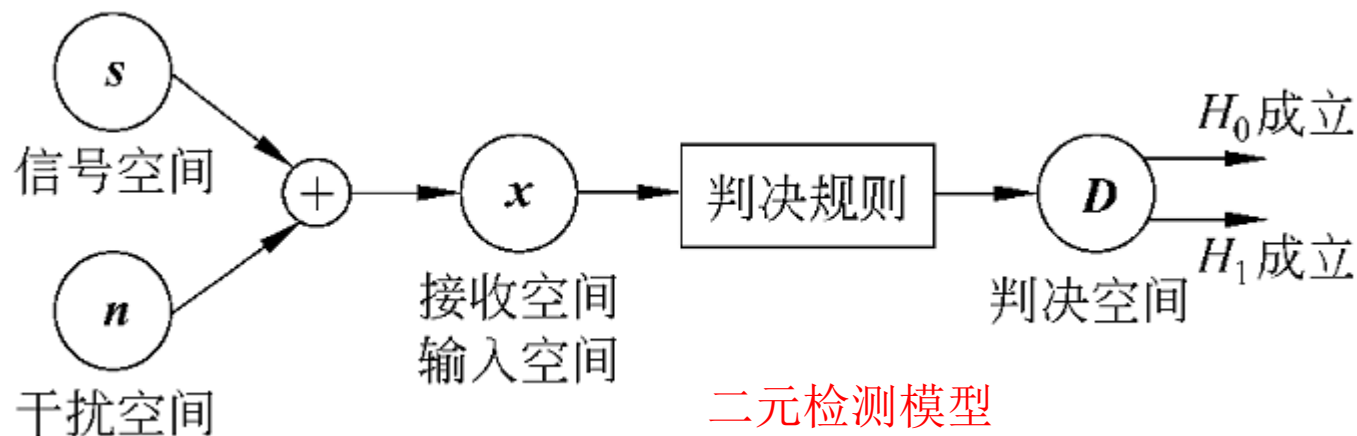 s
信号空间
n
干扰空间
+
x
接收空间
输入空间
判决规则
D
判决空间
H₀成立
H₁成立
二元检测模型